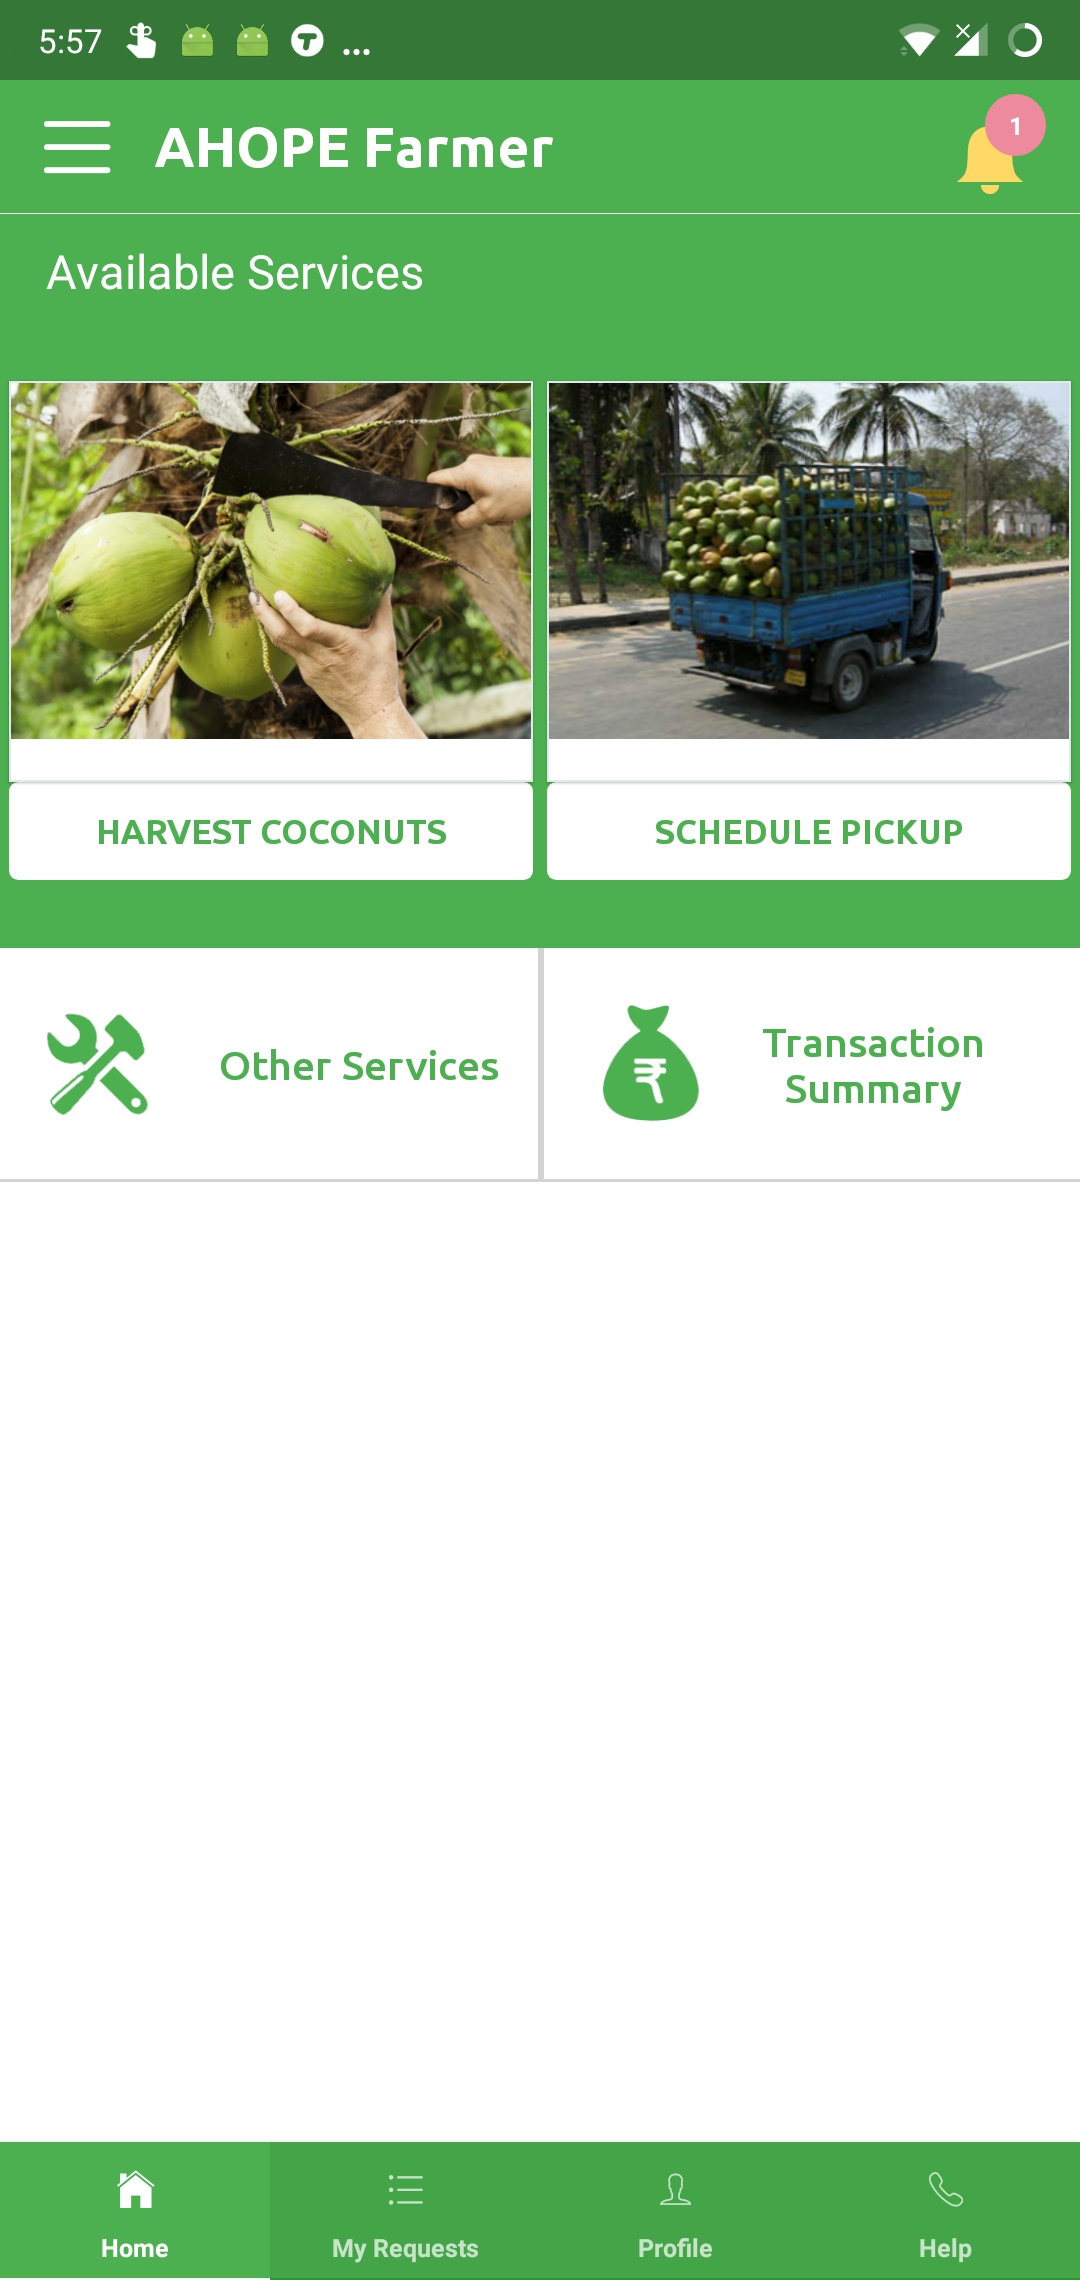 5:57
AHOPE Farmer
1
Available Services
HARVEST COCONUTS
SCHEDULE PICKUP
Other Services
Transaction
Summary
Home
My Requests
Profile
Help